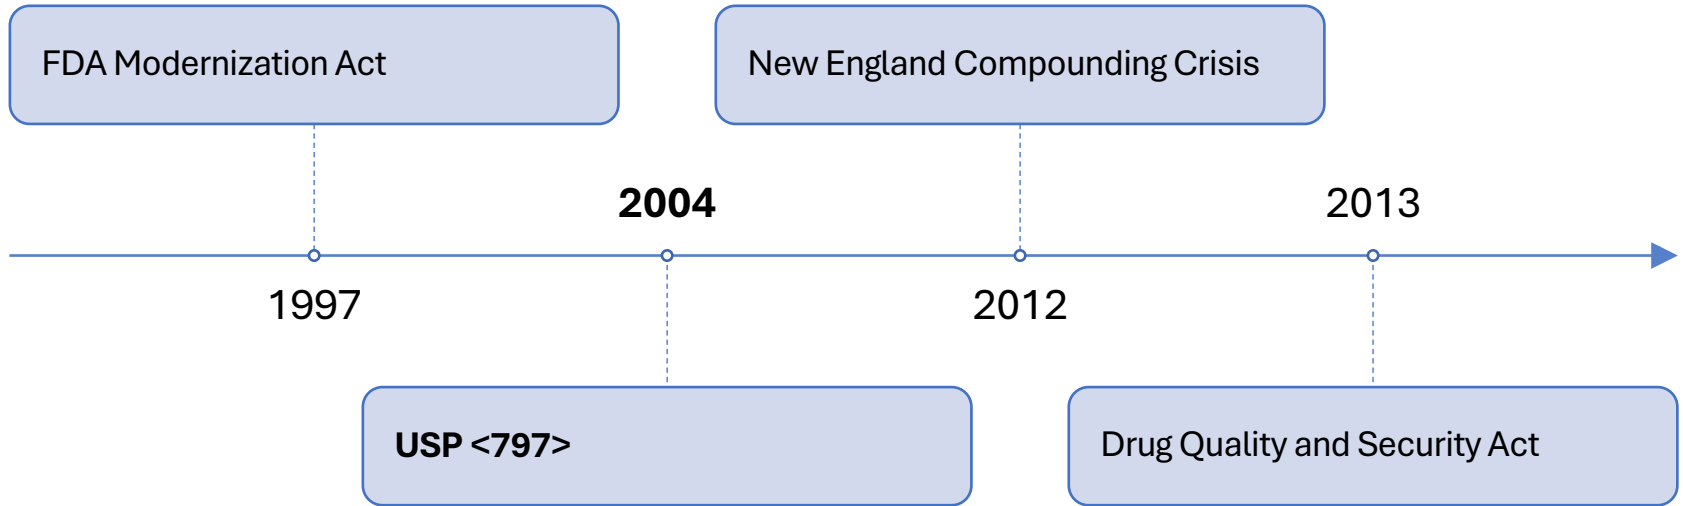 FDA Modernization Act
New England Compounding Crisis
2004
2013
1997
2012
USP <797>
Drug Quality and Security Act